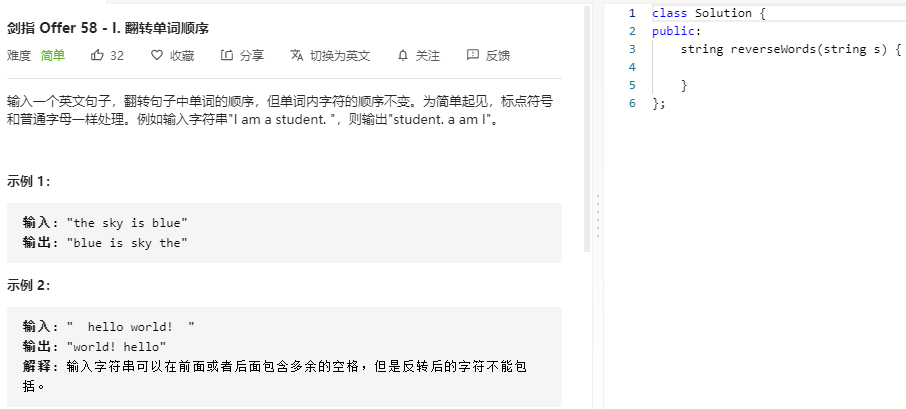 剑指 Offer 58 - I. 翻转单词顺序
难度 简单 32 收藏 分享 切换为英文 关注 反馈
输入一个英文句子，翻转句子中单词的顺序，但单词内字符的顺序不变。为简单起见，标点符号
和普通字母一样处理。例如输入字符串"I am a student. "，则输出"student. a am I"。
示例 1：
输入: "the sky is blue"
输出: "blue is sky the"
示例 2：
输入: "  hello world!  "
输出: "world! hello"
解释: 输入字符串可以在前面或者后面包含多余的空格，但是反转后的字符不能包
括。
1 class Solution {
2 public:
3     string reverseWords(string s) {
4
5     }
6 };